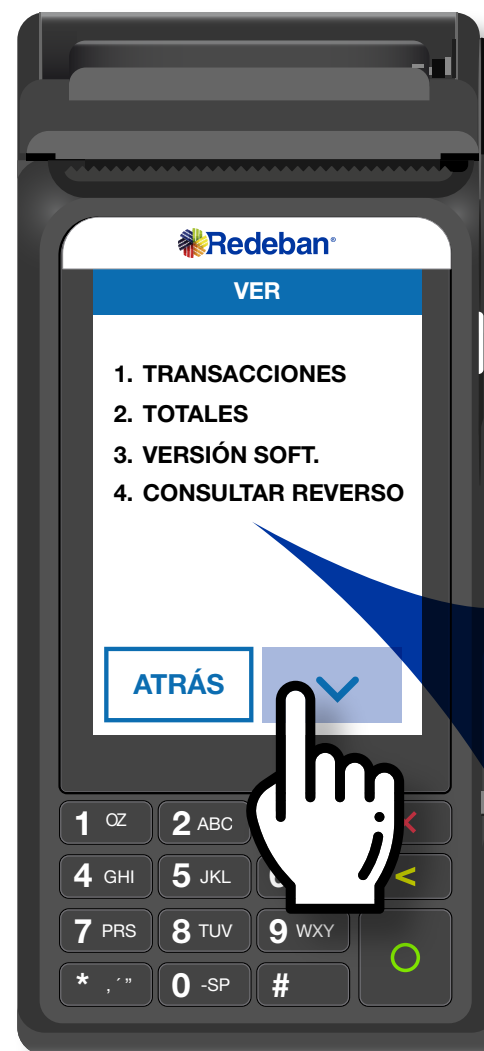 Redeban
VER
1. TRANSACCIONES
2. TOTALES
3. VERSIÓN SOFT.
4. CONSULTAR REVERSO
ATRÁS
1 OZ 2 ABC
4 GHI 5 JKL <
7 PRS 8 TUV 9 WXY
* , ´ ” 0 -SP #